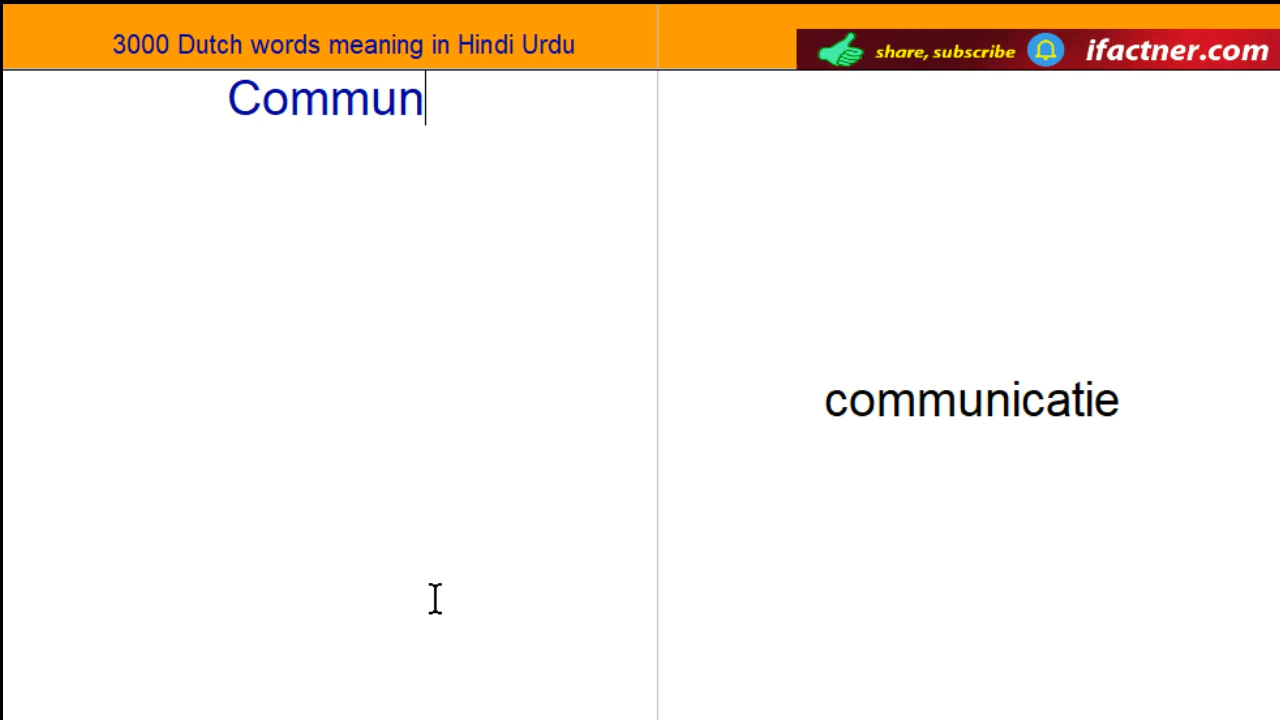 3000 Dutch words meaning in Hindi Urdu
share, subscribe
ifactner.com
Commun
communicatie